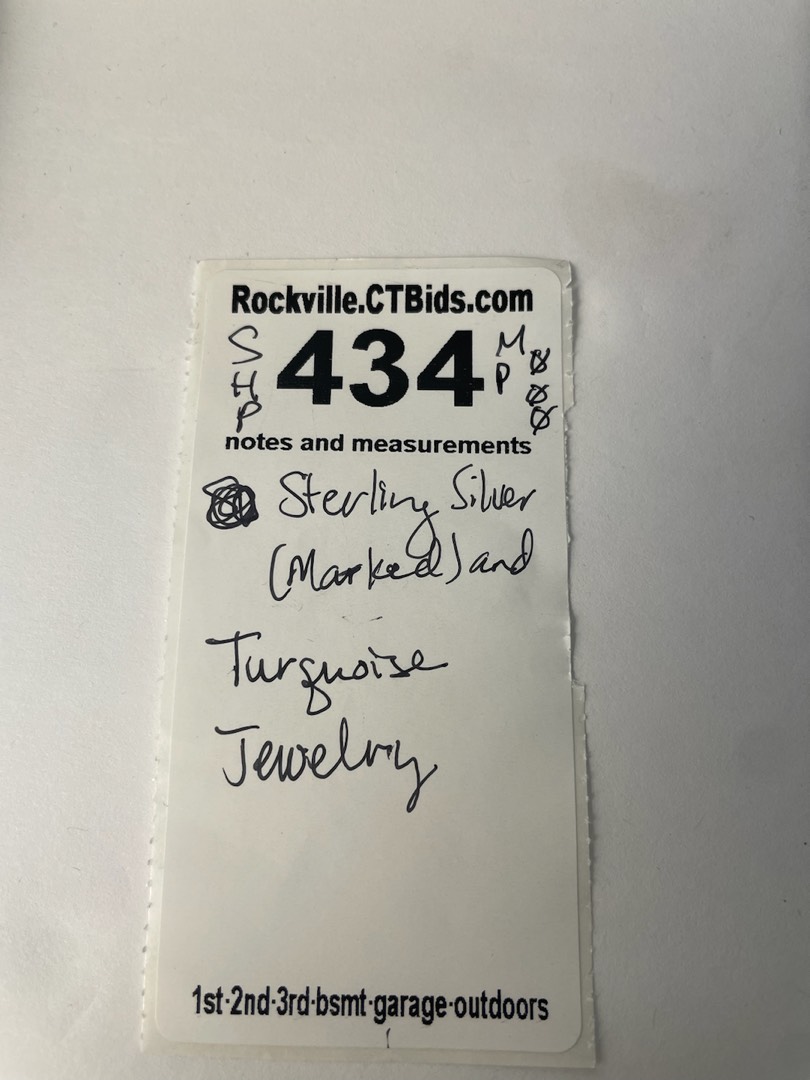 Rockville.CTBids.com
SHP 434 MP 000
notes and measurements
Sterling Silver
(Marked) and
Turquoise
Jewelry
1st·2nd·3rd·bsmt·garage·outdoors